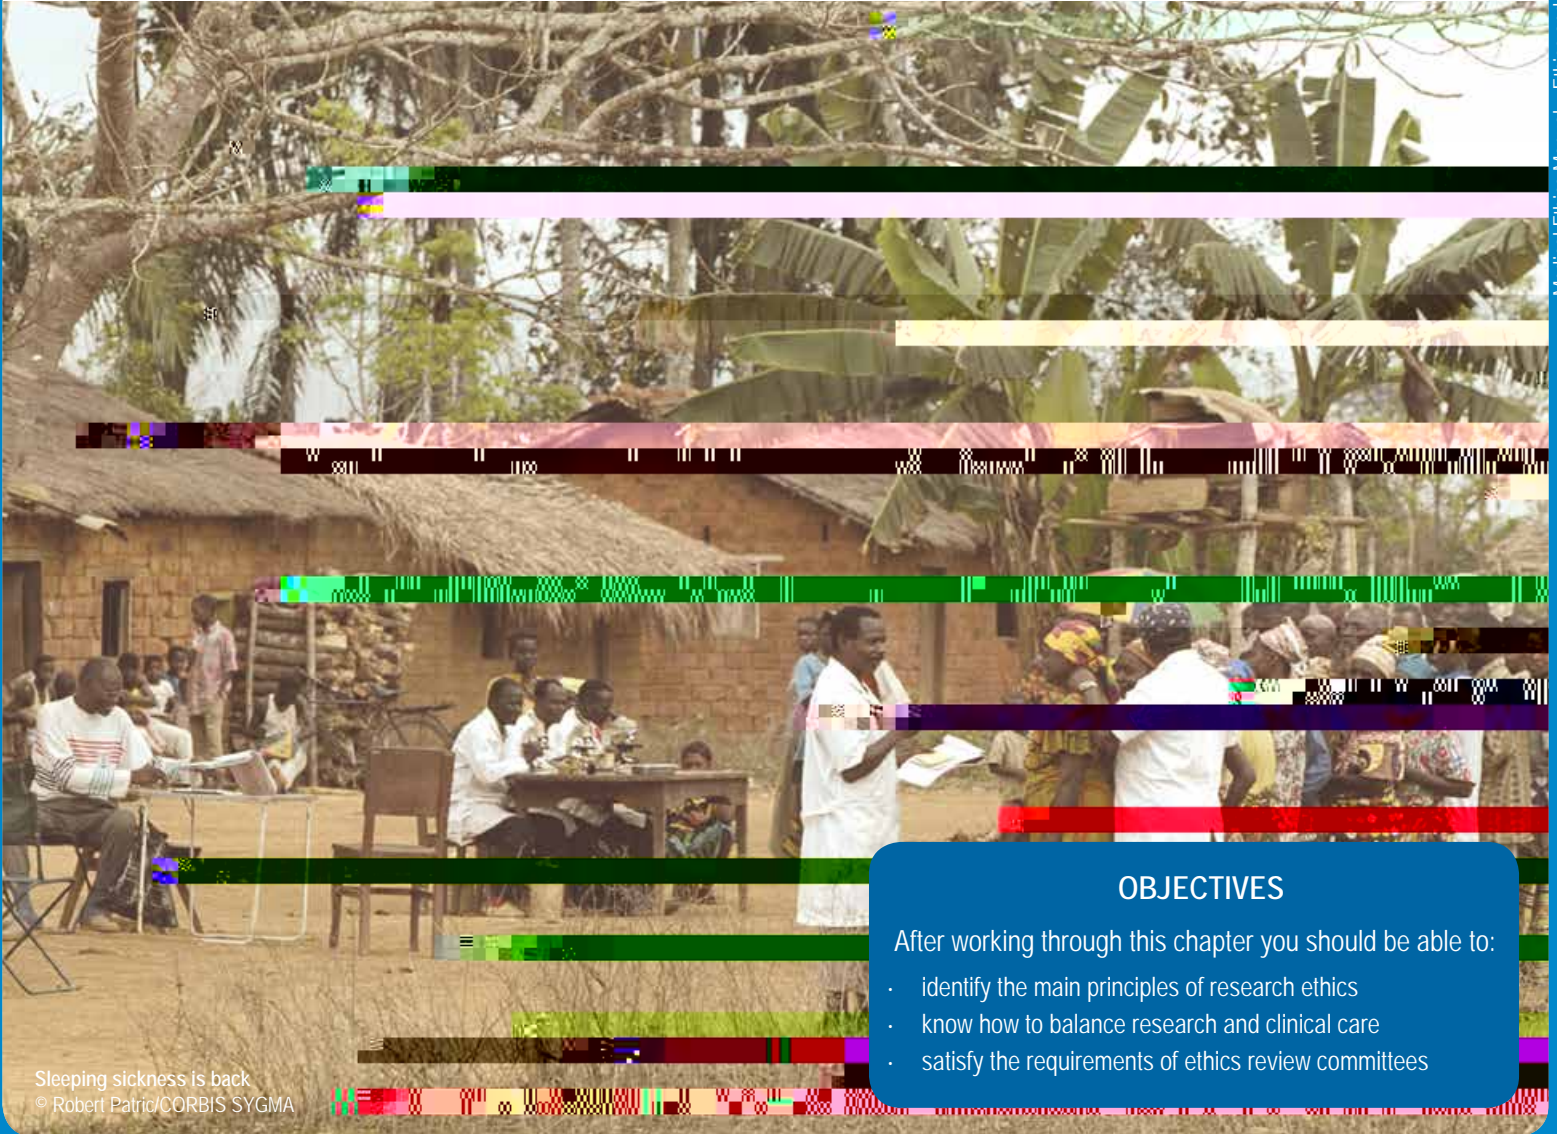 OBJECTIVES
After working through this chapter you should be able to:
· identify the main principles of research ethics
· know how to balance research and clinical care
· satisfy the requirements of ethics review committees
Sleeping sickness is back
© Robert Patric/CORBIS SYGMA